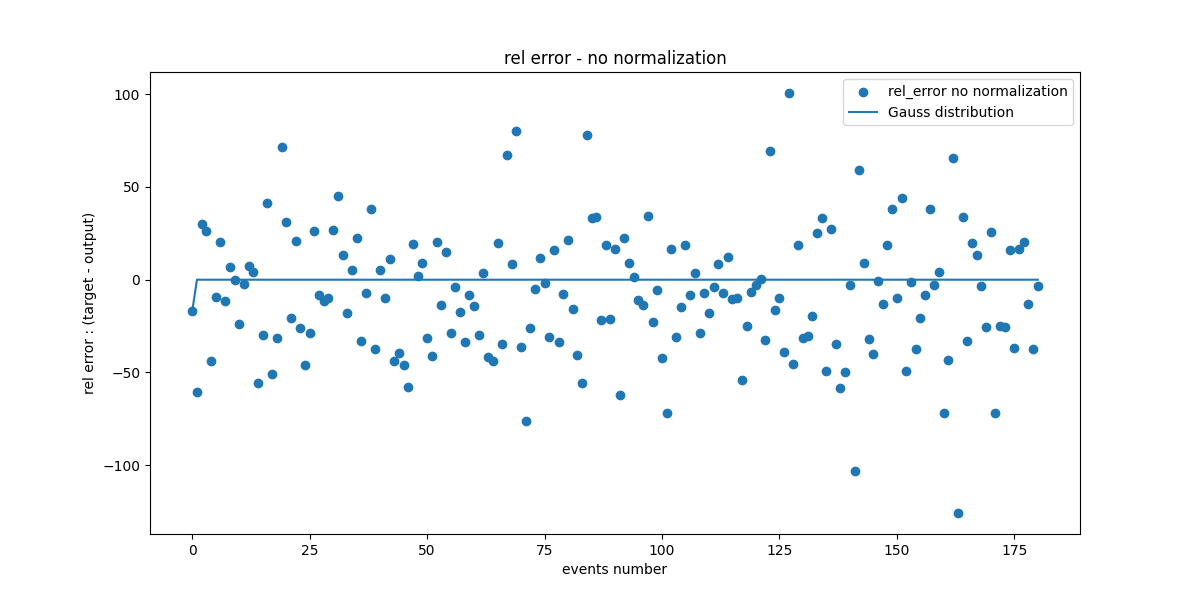 rel error - no normalization
rel_error no normalization
Gauss distribution
rel error : (target - output)
100
50
0
−50
−100
0 25 50 75 100 125 150 175
events number